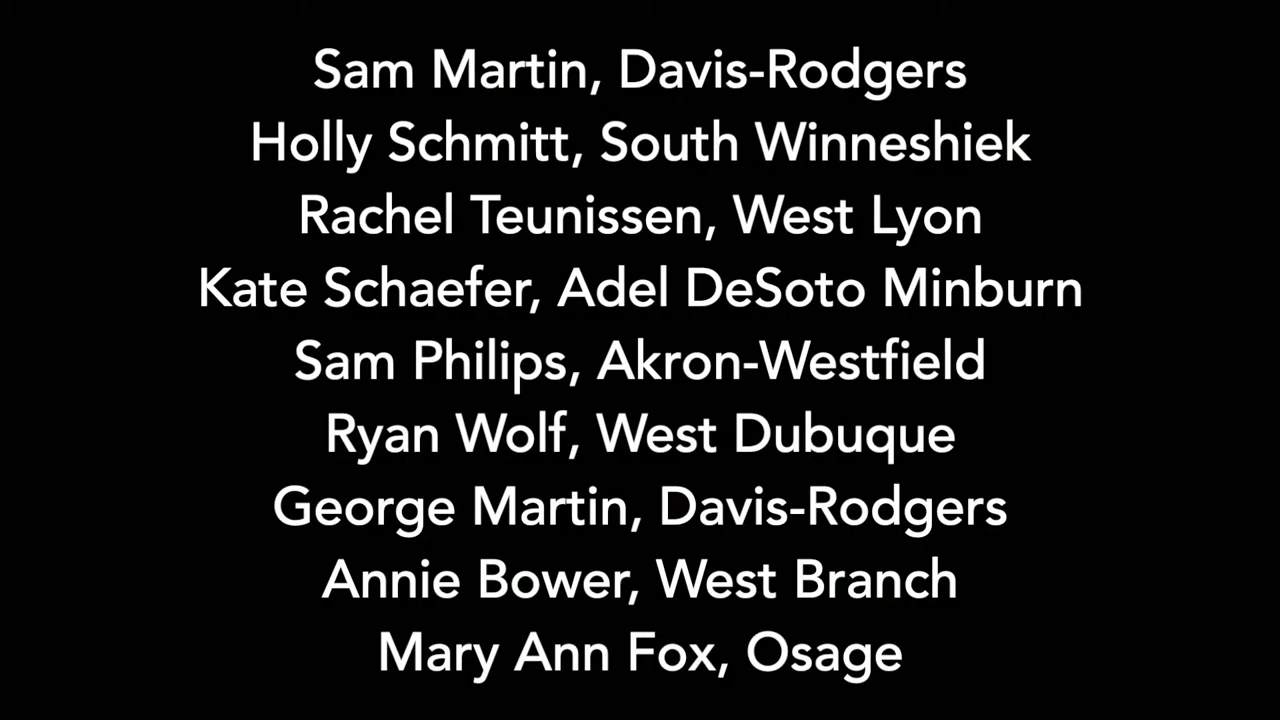 Sam Martin, Davis-Rodgers
Holly Schmitt, South Winneshiek
Rachel Teunissen, West Lyon
Kate Schaefer, Adel DeSoto Minburn
Sam Philips, Akron-Westfield
Ryan Wolf, West Dubuque
George Martin, Davis-Rodgers
Annie Bower, West Branch
Mary Ann Fox, Osage